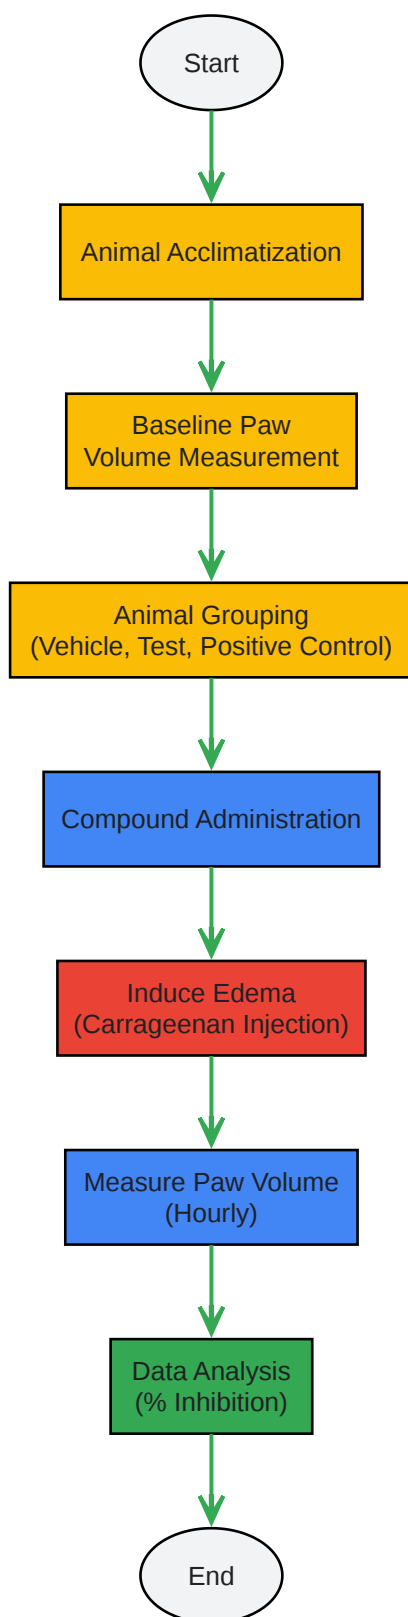 Start
Animal Acclimatization
Baseline Paw
Volume Measurement
Animal Grouping
(Vehicle, Test, Positive Control)
Compound Administration
Induce Edema
(Carrageenan Injection)
Measure Paw Volume
(Hourly)
Data Analysis
(% Inhibition)
End